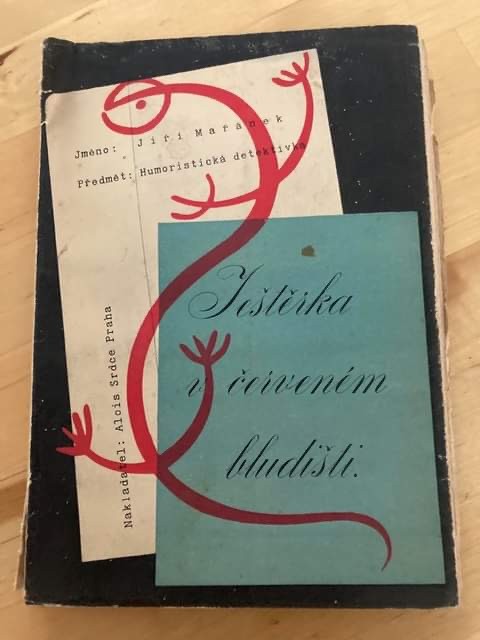 Jméno: Jiří Mařánek
Předmět: Humoristická detektivka
Nakladatel: Alois Srdce Praha
Ještěrka
v červeném
bludišti.